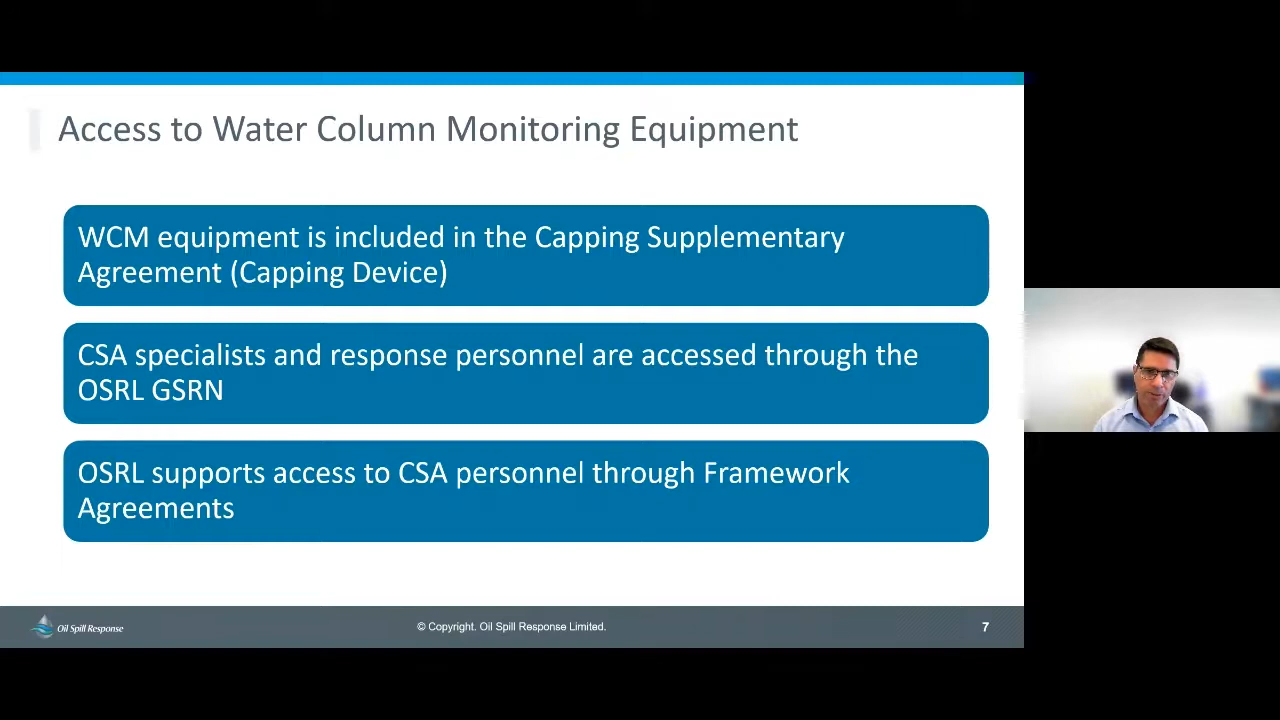 Access to Water Column Monitoring Equipment
WCM equipment is included in the Capping Supplementary
Agreement (Capping Device)
CSA specialists and response personnel are accessed through the
OSRL GSRN
OSRL supports access to CSA personnel through Framework
Agreements
Oil Spill Response
© Copyright. Oil Spill Response Limited.
7